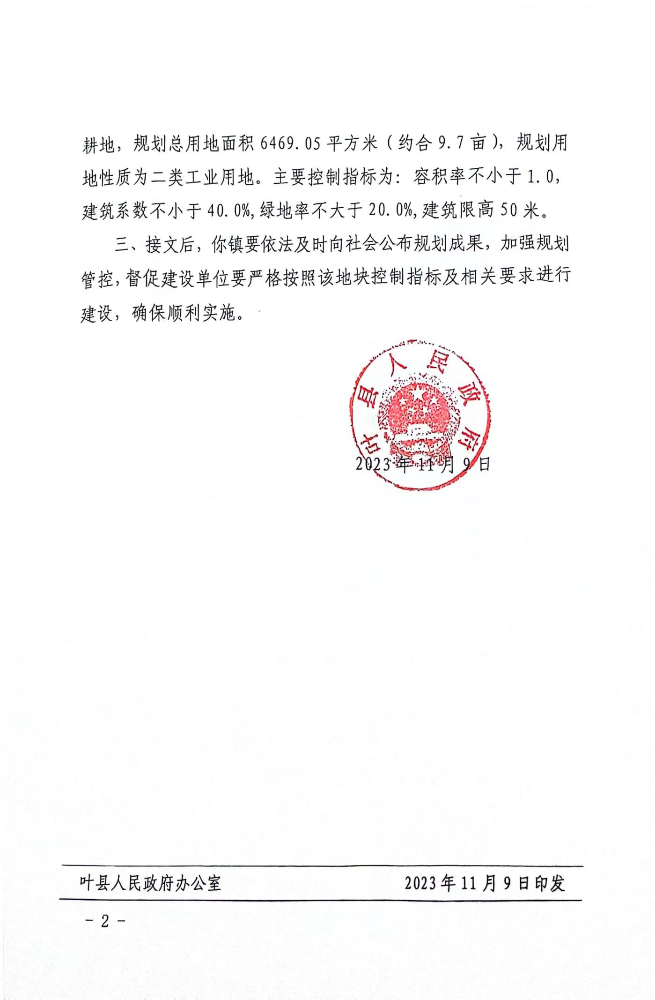 耕地，规划总用地面积 6469.05 平方米（约合 9.7 亩），规划用
地性质为二类工业用地。主要控制指标为：容积率不小于 1.0，
建筑系数不小于 40.0%,绿地率不大于 20.0%,建筑限高 50 米。
三、接文后，你镇要依法及时向社会公布规划成果，加强规划
管控，督促建设单位要严格按照该地块控制指标及相关要求进行
建设，确保顺利实施。
叶县人民政府
2023 年 11 月 9 日
叶县人民政府办公室 2023 年 11 月 9 日印发
- 2 -